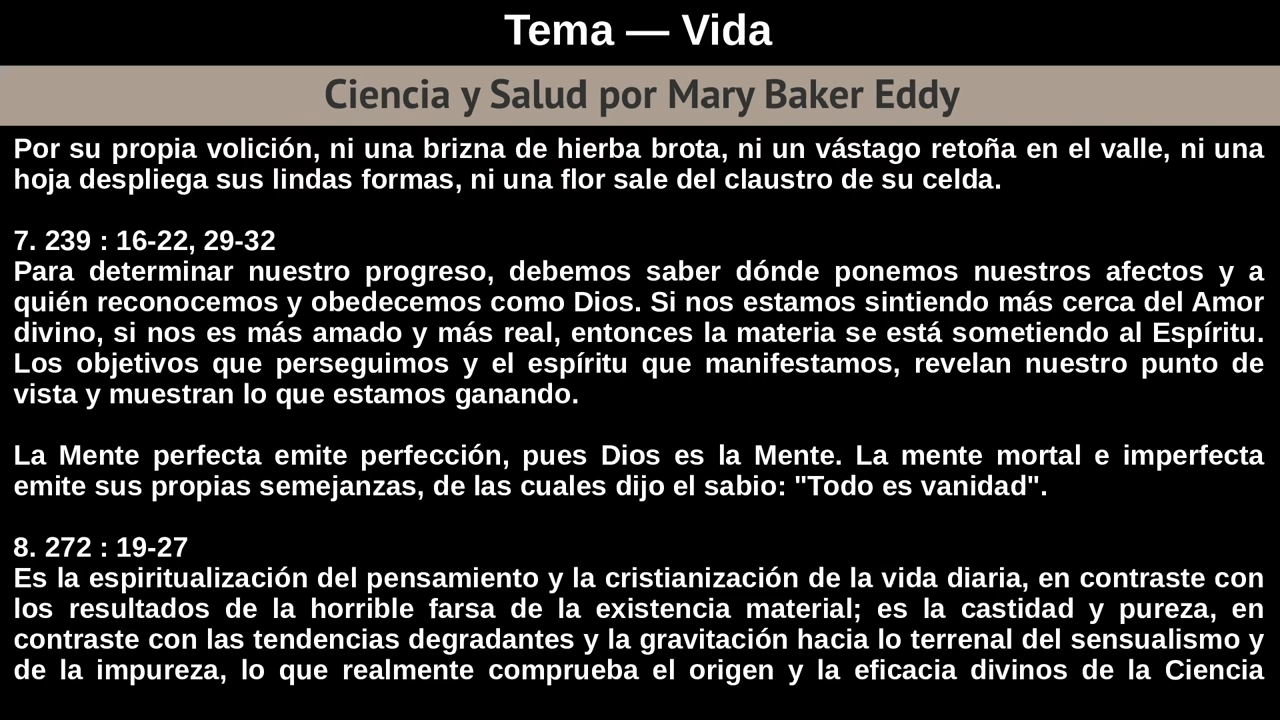 Tema — Vida
Ciencia y Salud por Mary Baker Eddy
Por su propia volición, ni una brizna de hierba brota, ni un vástago retoña en el valle, ni una
hoja despliega sus lindas formas, ni una flor sale del claustro de su celda.
7. 239 : 16-22, 29-32
Para determinar nuestro progreso, debemos saber dónde ponemos nuestros afectos y a
quién reconocemos y obedecemos como Dios. Si nos estamos sintiendo más cerca del Amor
divino, si nos es más amado y más real, entonces la materia se está sometiendo al Espíritu.
Los objetivos que perseguimos y el espíritu que manifestamos, revelan nuestro punto de
vista y muestran lo que estamos ganando.
La Mente perfecta emite perfección, pues Dios es la Mente. La mente mortal e imperfecta
emite sus propias semejanzas, de las cuales dijo el sabio: "Todo es vanidad".
8. 272 : 19-27
Es la espiritualización del pensamiento y la cristianización de la vida diaria, en contraste con
los resultados de la horrible farsa de la existencia material; es la castidad y pureza, en
contraste con las tendencias degradantes y la gravitación hacia lo terrenal del sensualismo y
de la impureza, lo que realmente comprueba el origen y la eficacia divinos de la Ciencia